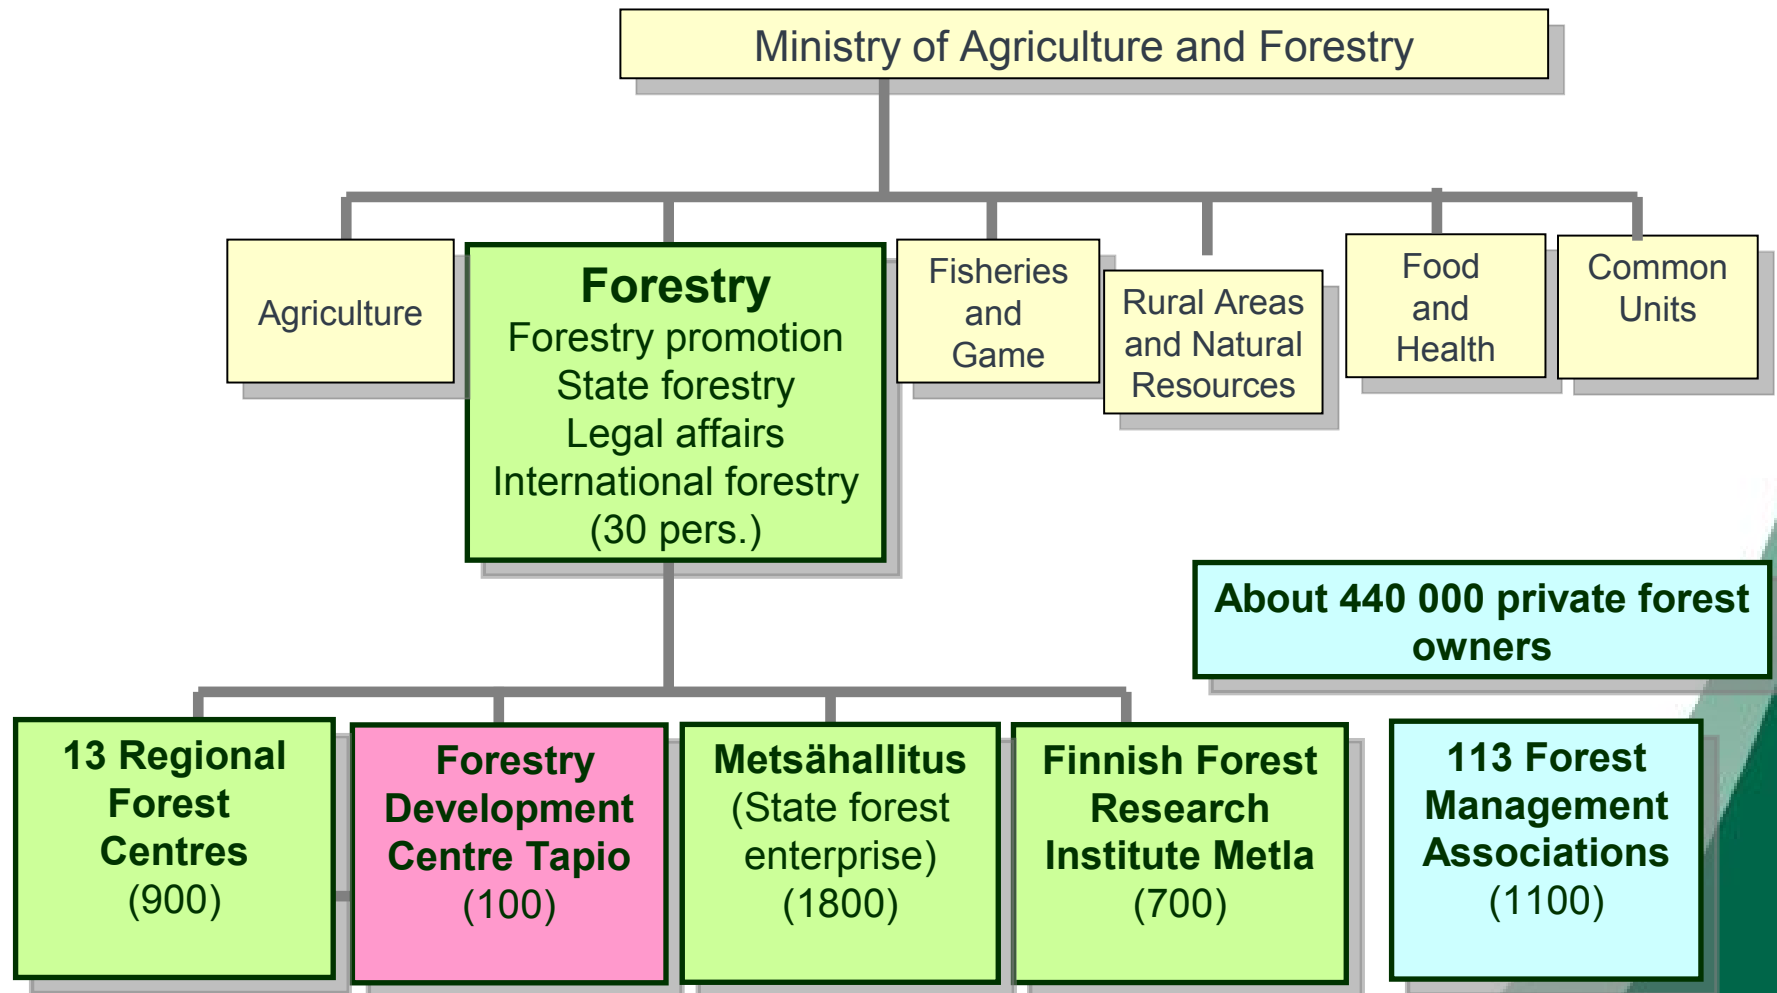 Ministry of Agriculture and Forestry
Agriculture
Forestry
Forestry promotion
State forestry
Legal affairs
International forestry
(30 pers.)
Fisheries
and
Game
Rural Areas
and Natural
Resources
Food
and
Health
Common
Units
About 440 000 private forest
owners
13 Regional
Forest
Centres
(900)
Forestry
Development
Centre Tapio
(100)
Metsähallitus
(State forest
enterprise)
(1800)
Finnish Forest
Research
Institute Metla
(700)
113 Forest
Management
Associations
(1100)